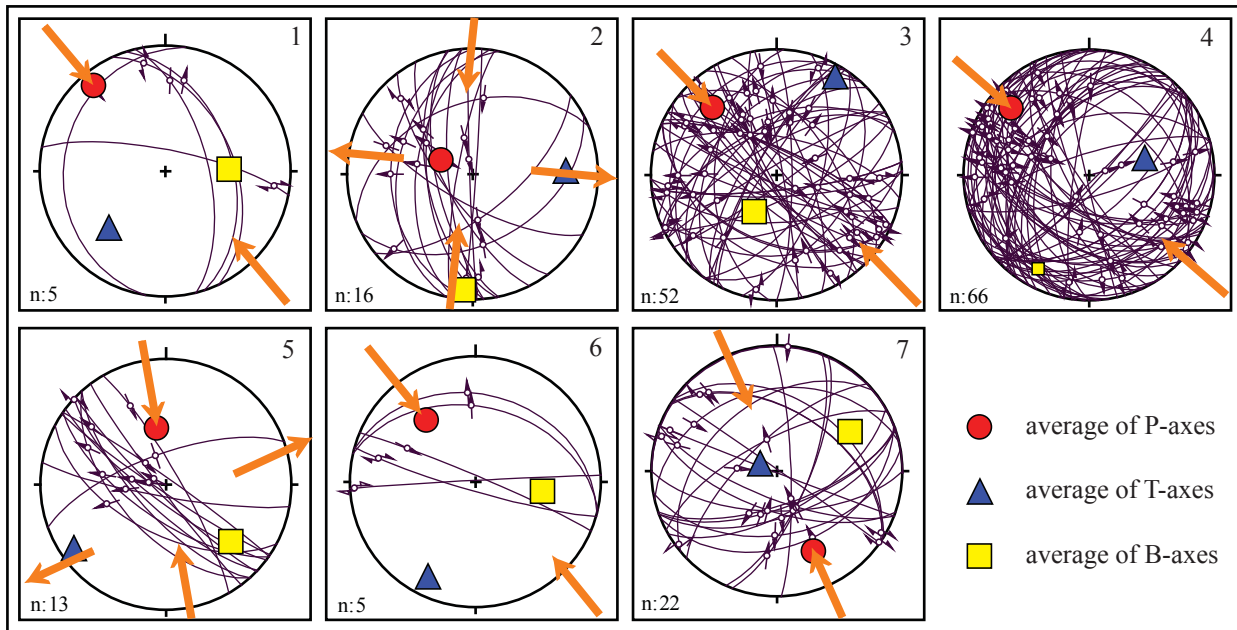 1
2
3
4
n:5
n:16
n:52
n:66
5
6
7
n:13
n:5
n:22
average of P-axes
average of T-axes
average of B-axes